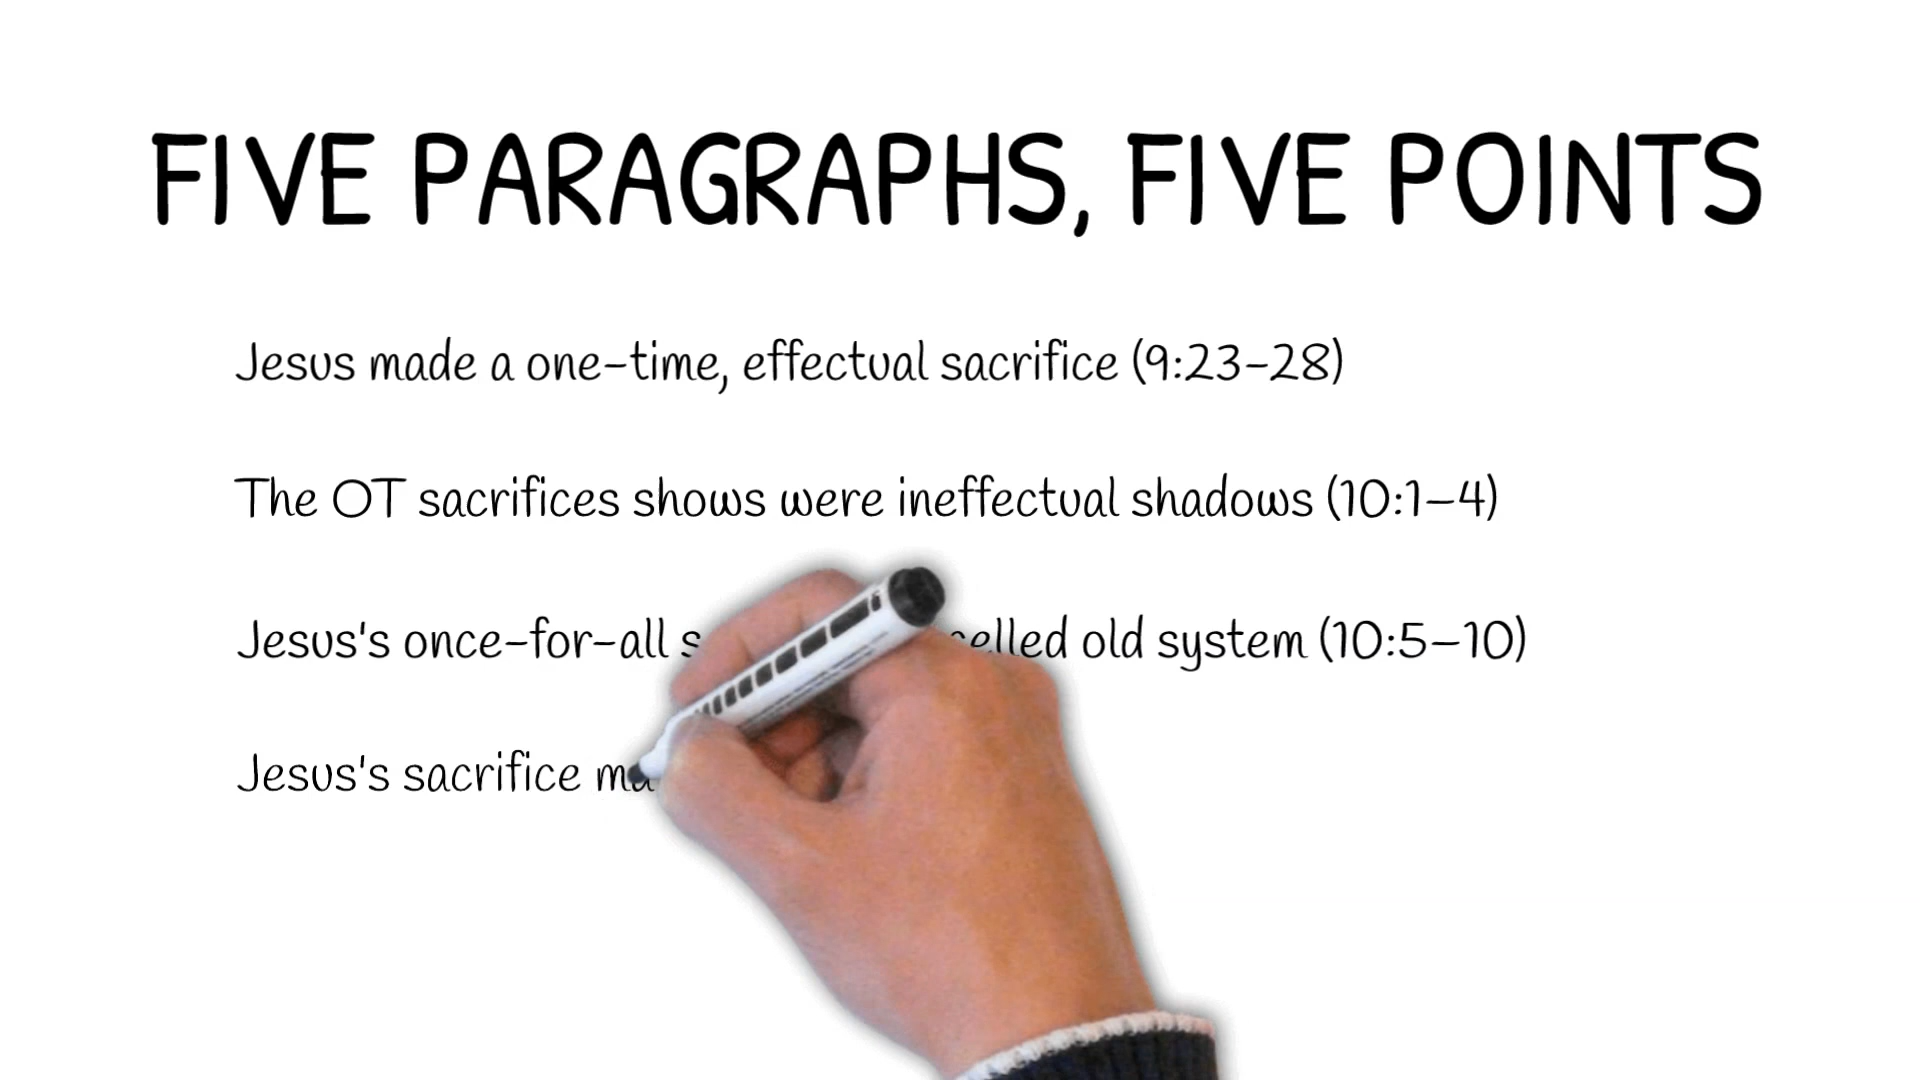 FIVE PARAGRAPHS, FIVE POINTS
Jesus made a one-time, effectual sacrifice (9:23-28)
The OT sacrifices shows were ineffectual shadows (10:1–4)
Jesus's once-for-all old system (10:5–10)
Jesus's sacrifice